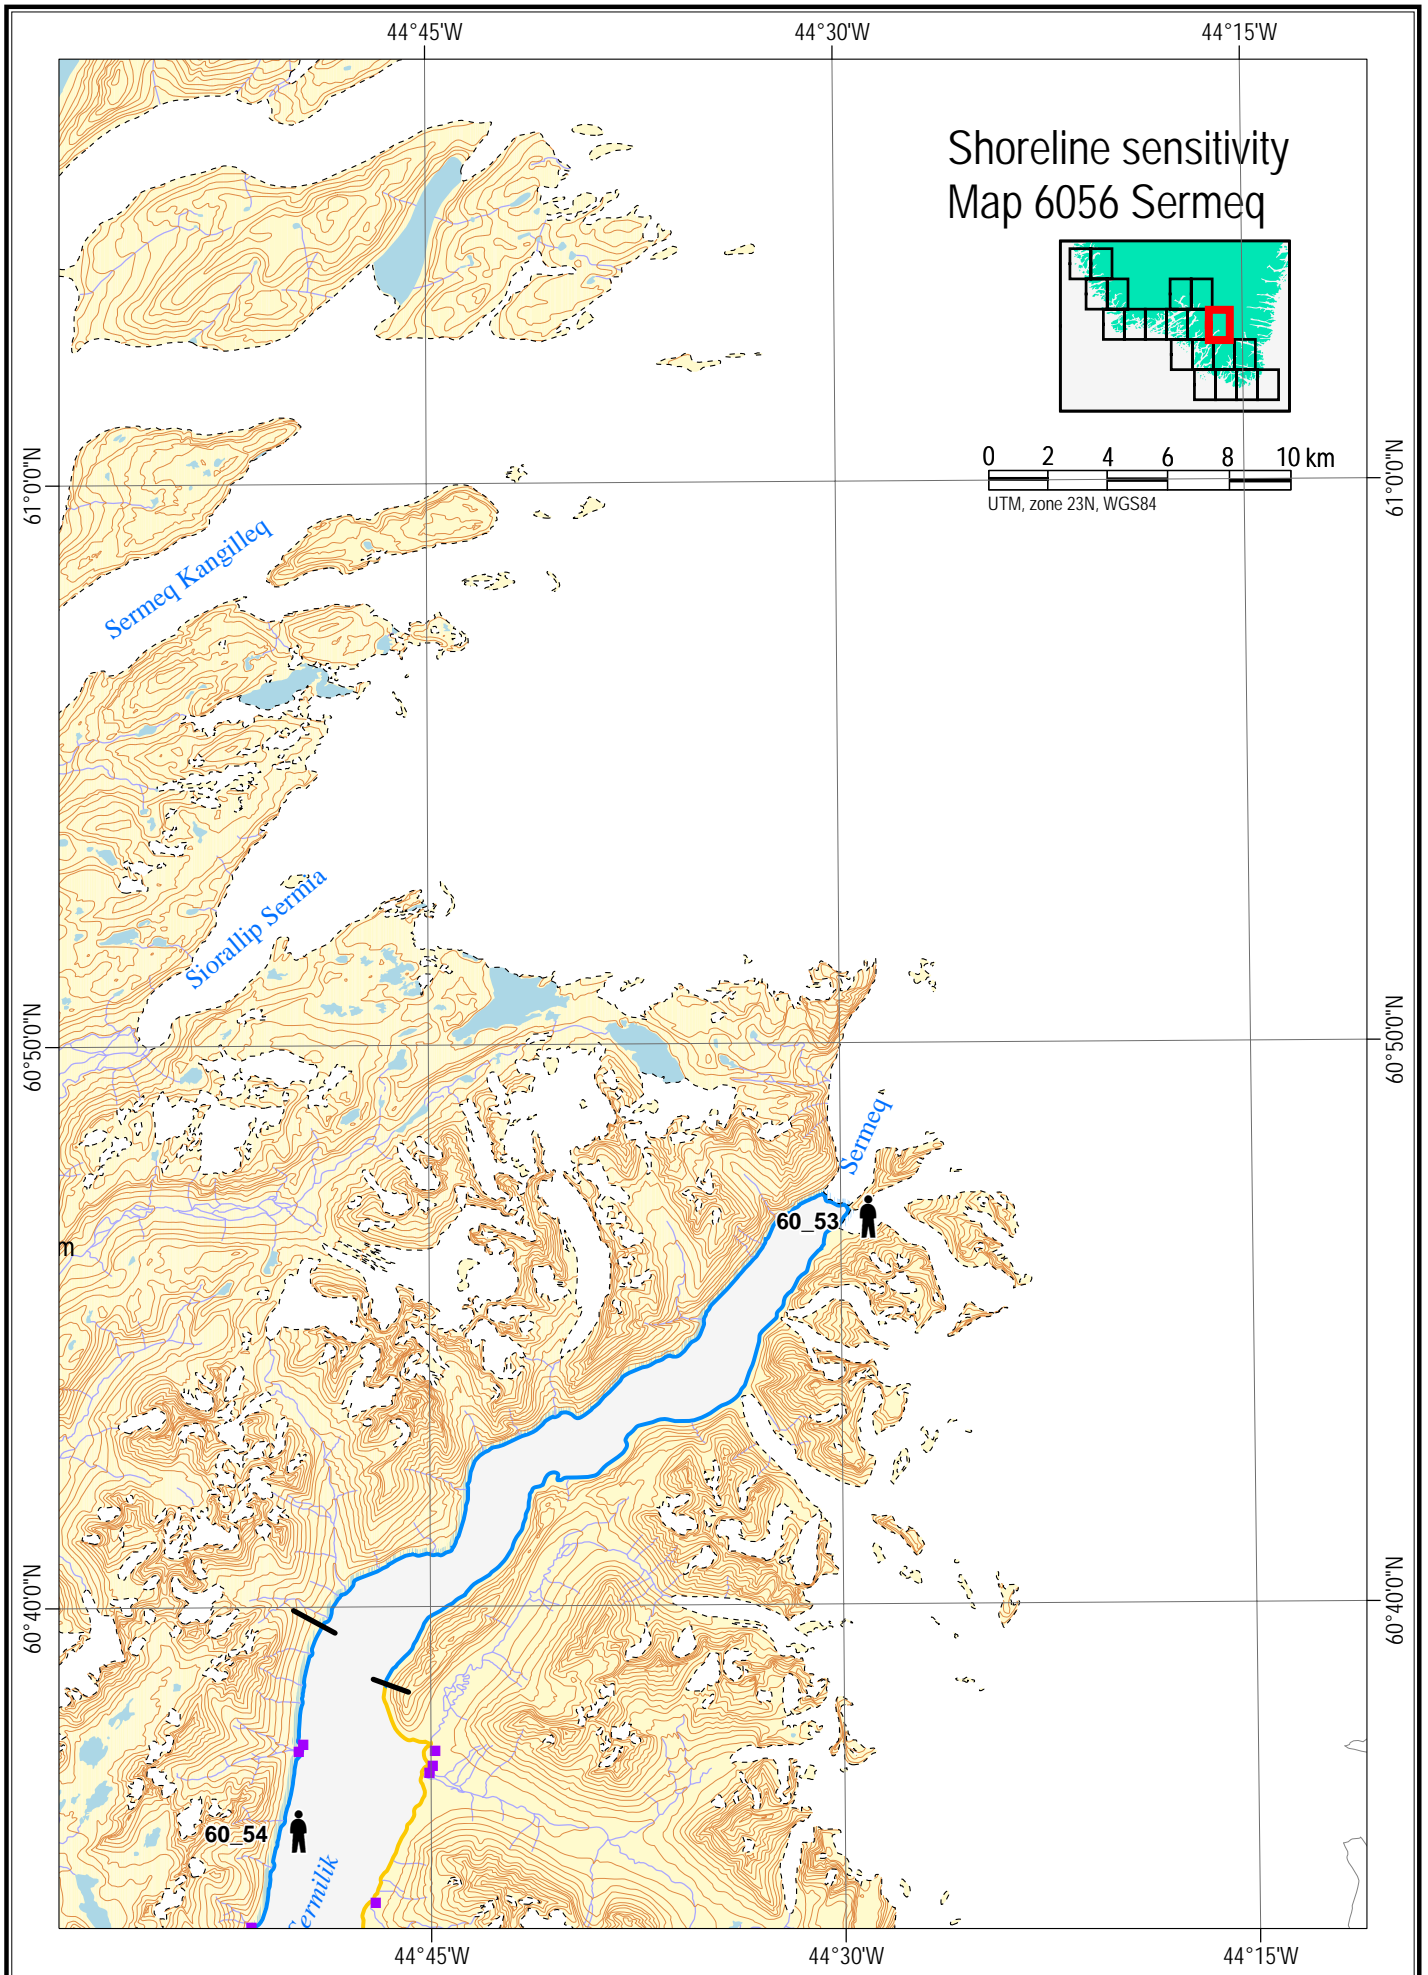 44°45'W 44°30'W 44°15'W
Shoreline sensitivity
Map 6056 Sermeq
0 2 4 6 8 10 km
UTM, zone 23N, WGS84
61°0'0"N 61°0'0"N
Sermeq Kangilleq
Siorallip Sermia
60°50'0"N 60°50'0"N
Sermeq
60_53
m
60°40'0"N 60°40'0"N
60_54
ermilik
44°45'W 44°30'W 44°15'W